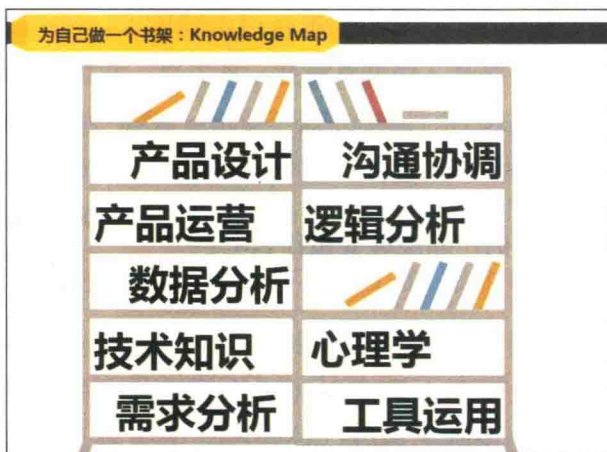 为自己做一个书架：Knowledge Map
产品设计 沟通协调
产品运营 逻辑分析
数据分析
技术知识 心理学
需求分析 工具运用